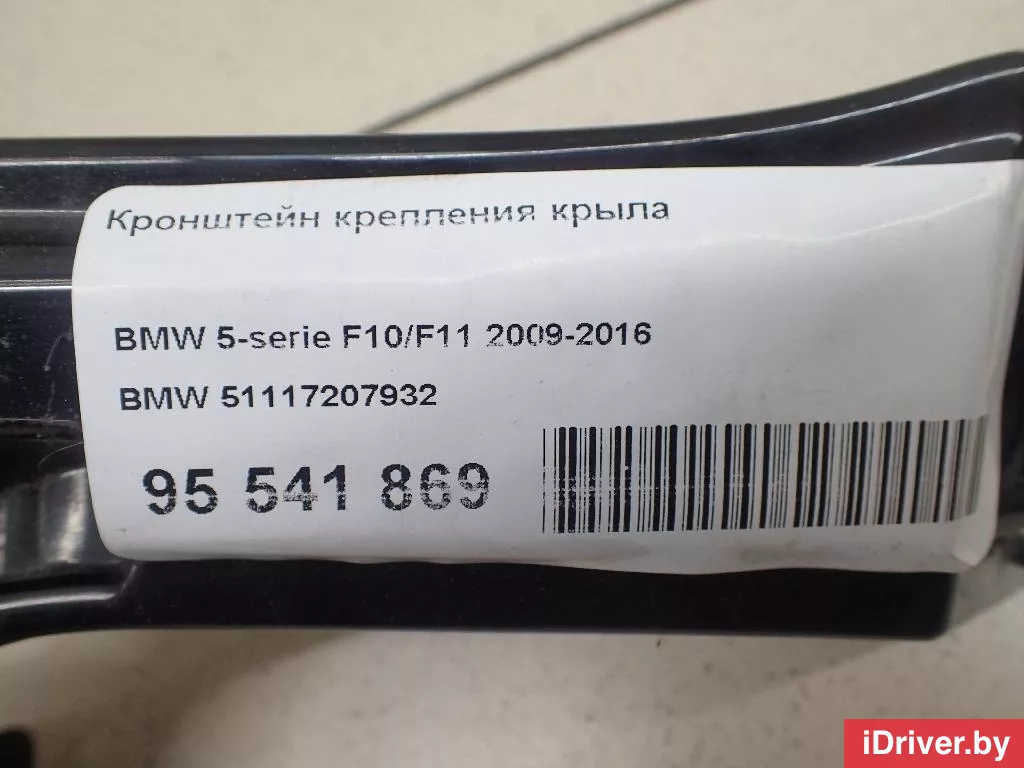 Кронштейн крепления крыла
BMW 5-serie F10/F11 2009-2016
BMW 51117207932
95 541 869
iDriver.by